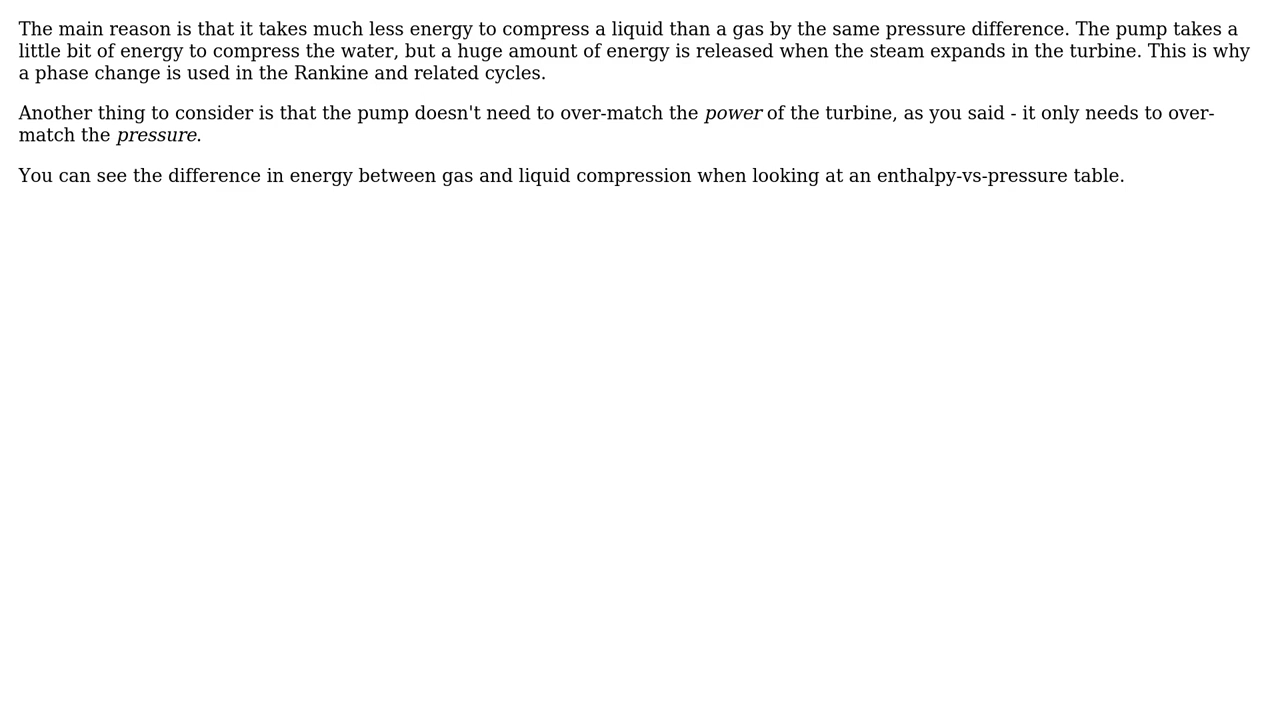 The main reason is that it takes much less energy to compress a liquid than a gas by the same pressure difference. The pump takes a
little bit of energy to compress the water, but a huge amount of energy is released when the steam expands in the turbine. This is why
a phase change is used in the Rankine and related cycles.
Another thing to consider is that the pump doesn't need to over-match the power of the turbine, as you said - it only needs to over-
match the pressure.
You can see the difference in energy between gas and liquid compression when looking at an enthalpy-vs-pressure table.